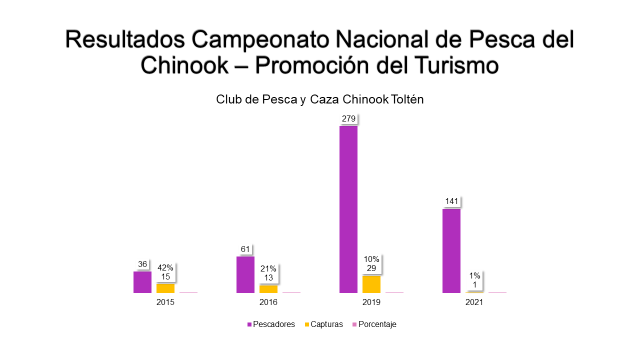 Resultados Campeonato Nacional de Pesca del
Chinook – Promoción del Turismo
Club de Pesca y Caza Chinook Toltén
279
141
61
36
42%
15
21%
13
10%
29
1%
1
2015
2016
2019
2021
Pescadores
Capturas
Porcentaje